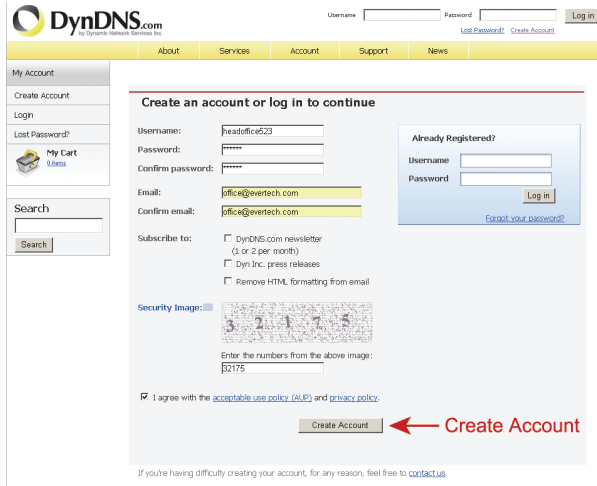 DynDNS.com
by Dynamic Network Services Inc.
Username Password Log in
Lost Password? Create Account
About Services Account Support News
My Account
Create Account
Login
Lost Password?
My Cart
0 items
Search
Search
Create an account or log in to continue
Username: headoffice523
Password: ******
Confirm password: ******
Email: office@evertech.com
Confirm email: office@evertech.com
Subscribe to: DynDNS.com newsletter
(1 or 2 per month)
Dyn Inc. press releases
Remove HTML formatting from email
Security Image:
3 2 1 7 5
Enter the numbers from the above image:
32175
I agree with the acceptable use policy (AUP) and privacy policy.
Create Account
Create Account
If you're having difficulty creating your account, for any reason, feel free to contact us.
Already Registered?
Username
Password
Log in
Forgot your password?